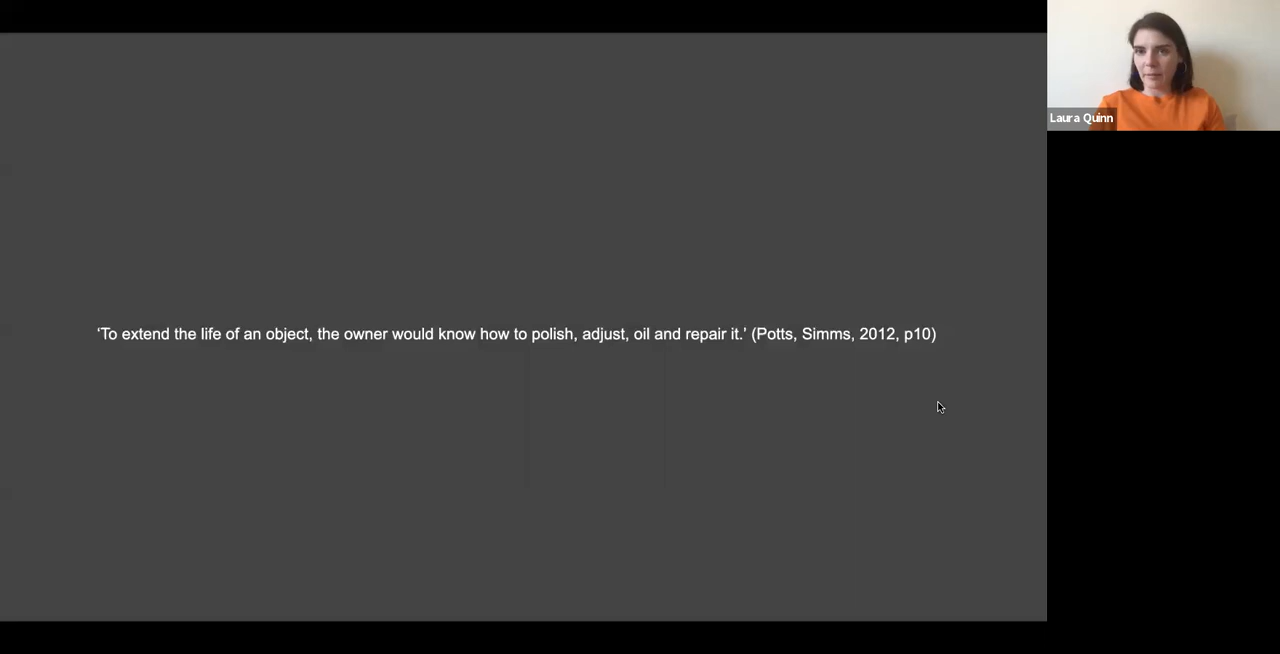 ‘To extend the life of an object, the owner would know how to polish, adjust, oil and repair it.’ (Potts, Simms, 2012, p10)
Laura Quinn